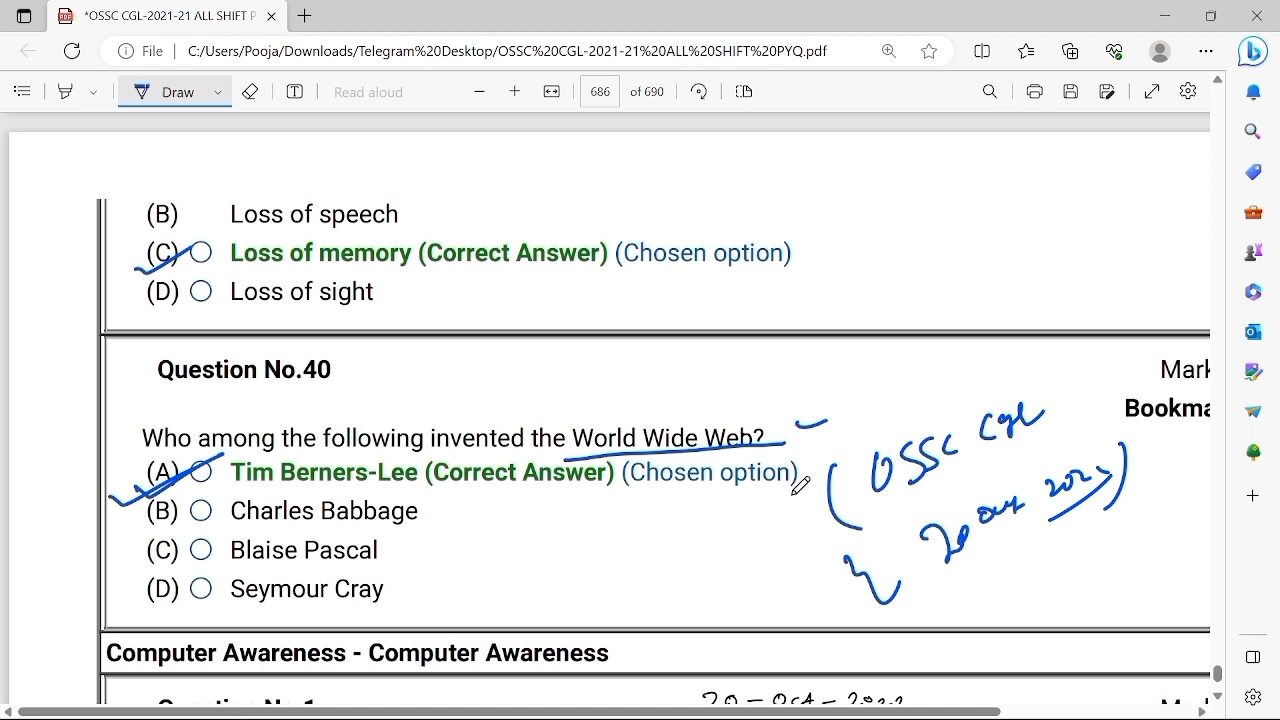 *OSSC CGL-2021-21 ALL SHIFT P
File | C:/Users/Pooja/Downloads/Telegram%20Desktop/OSSC%20CGL-2021-21%20ALL%20SHIFT%20PYQ.pdf
Draw
Read aloud
686 of 690
(B) Loss of speech
(C) Loss of memory (Correct Answer) (Chosen option)
(D) Loss of sight
Question No.40
Mark
Bookma
Who among the following invented the World Wide Web?
(A) Tim Berners-Lee (Correct Answer) (Chosen option)
(B) Charles Babbage
(C) Blaise Pascal
(D) Seymour Cray
OSSC CGL
20 Oct
Computer Awareness - Computer Awareness